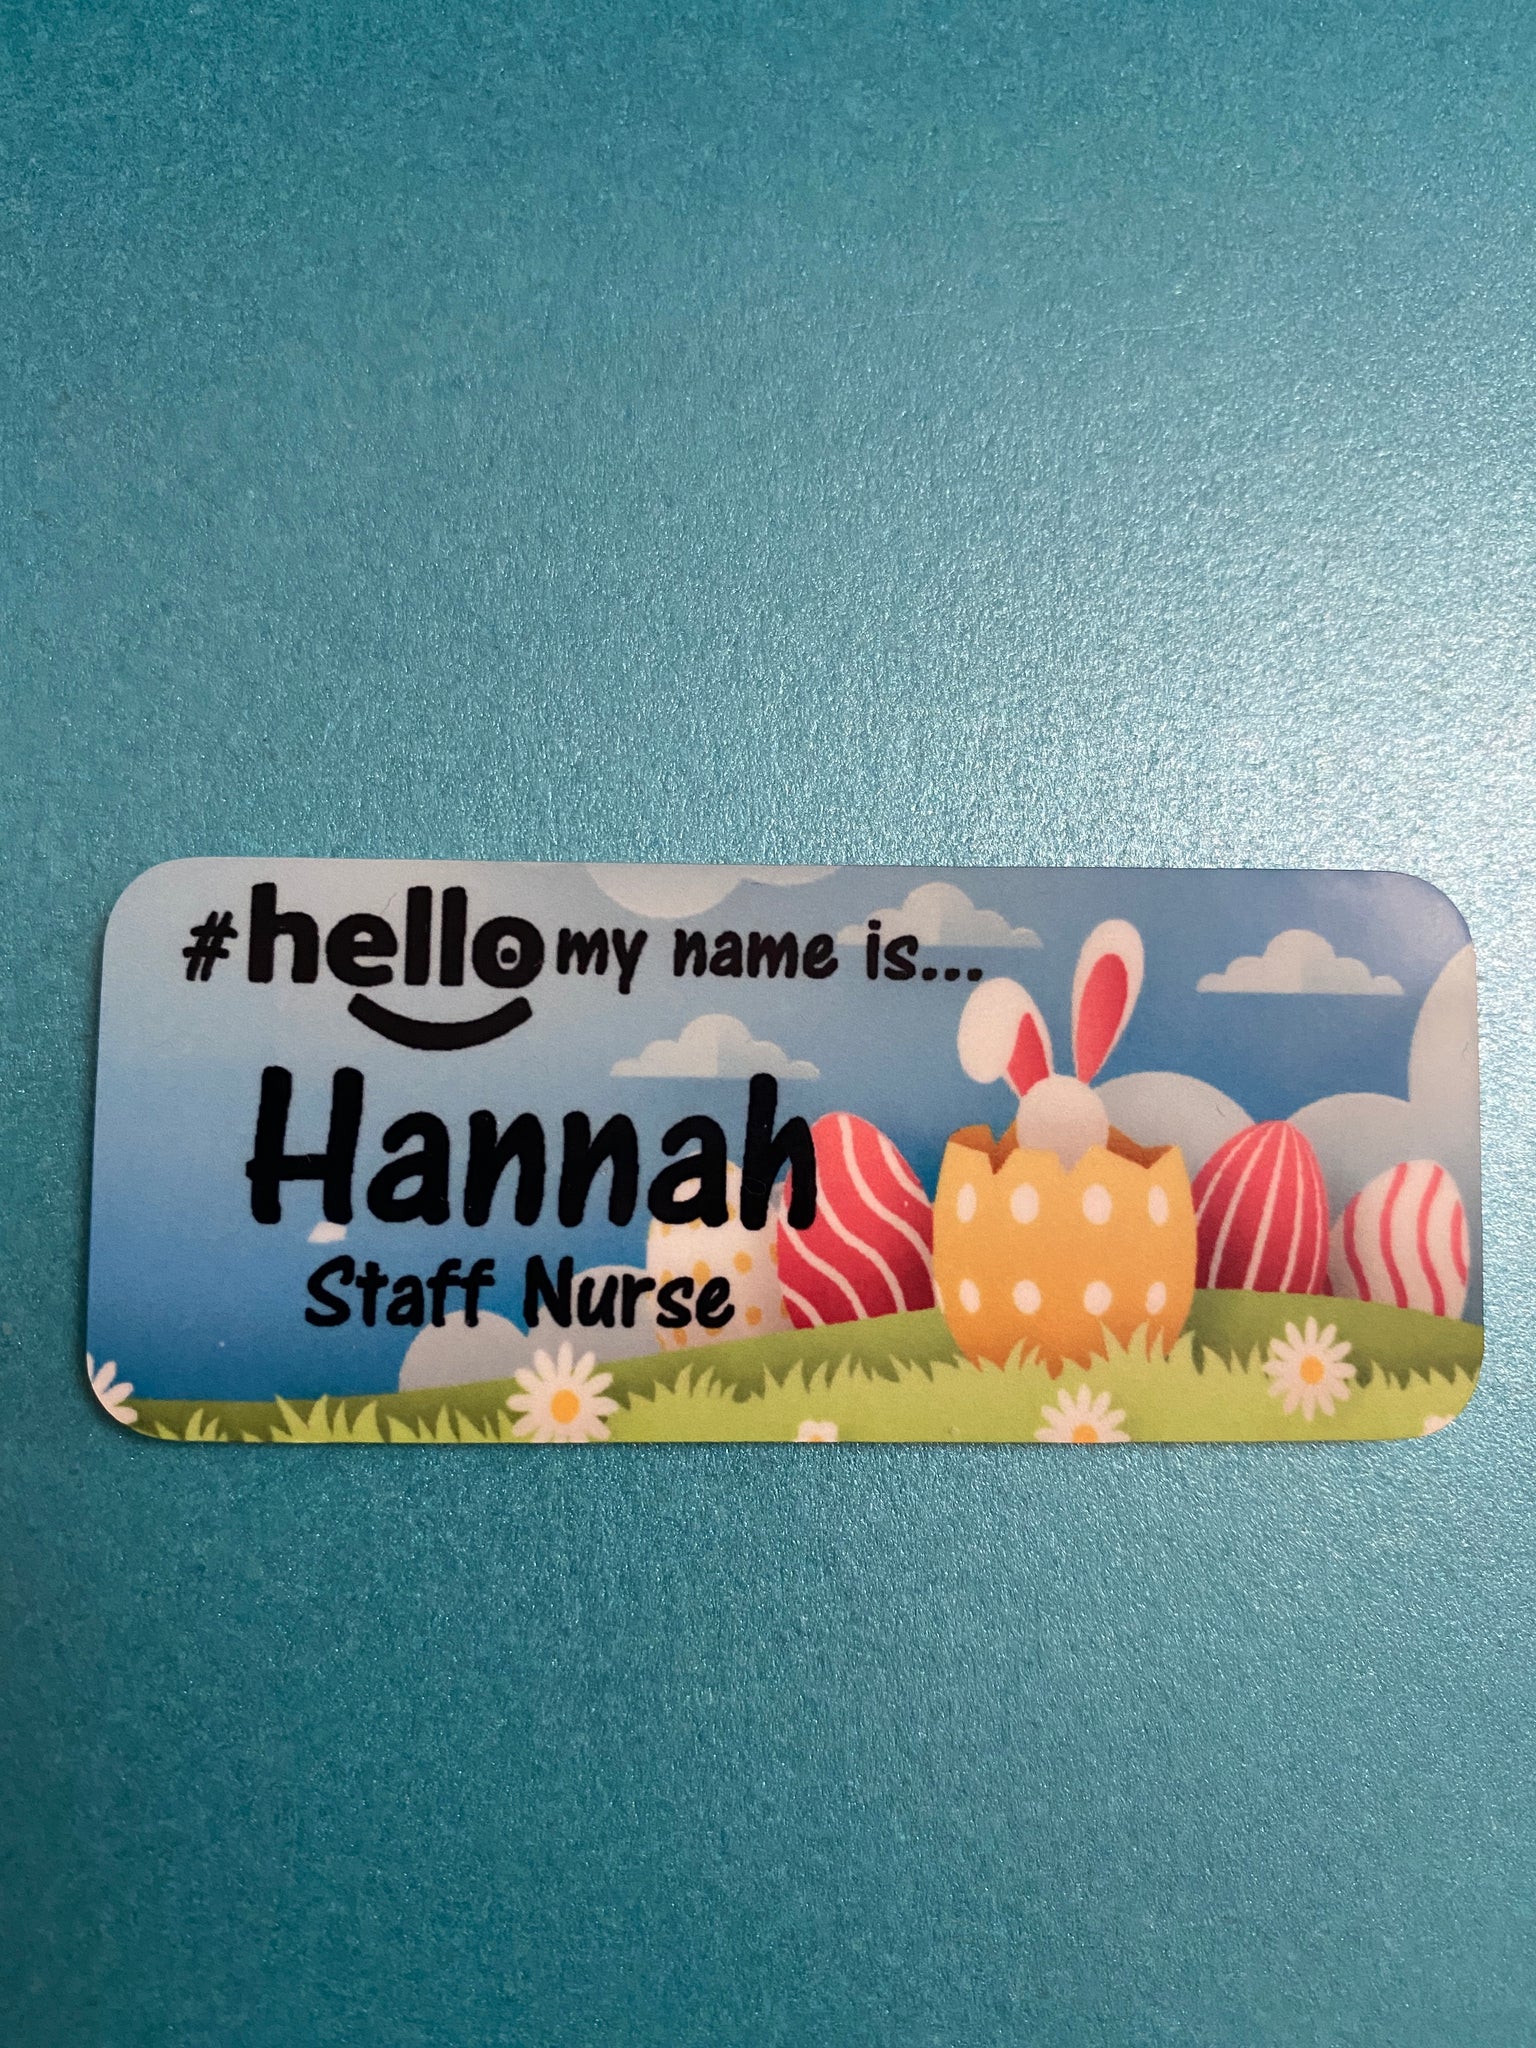 #hello my name is...
Hannah
Staff Nurse